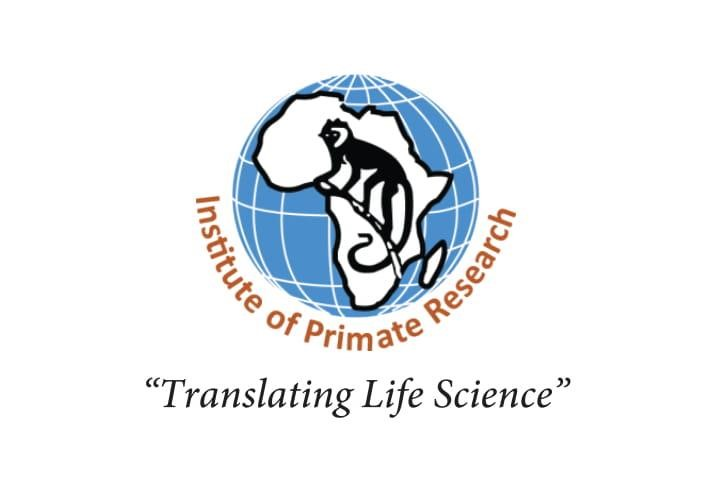 Institute of Primate Research
“Translating Life Science”